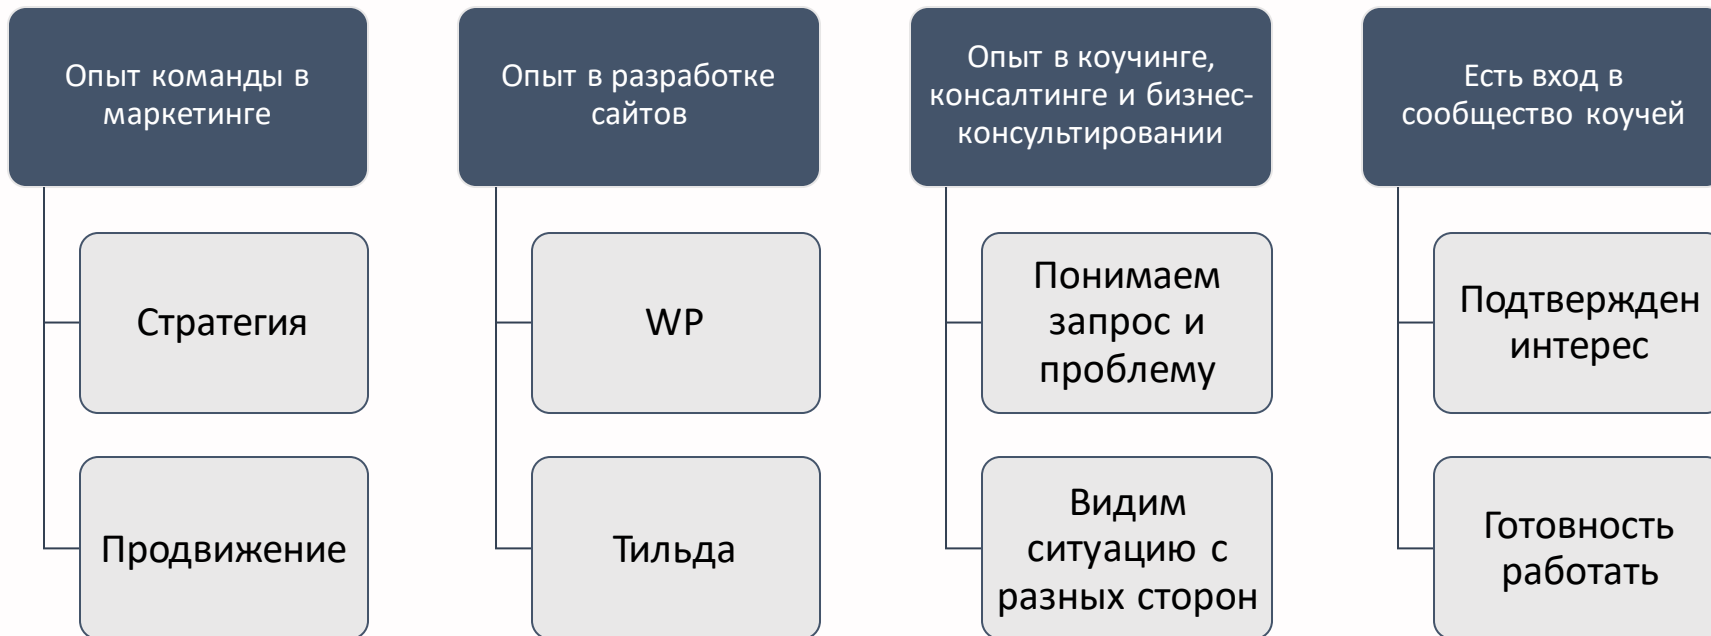 Опыт команды в
маркетинге
Стратегия
Продвижение
Опыт в разработке
сайтов
WP
Тильда
Опыт в коучинге,
консалтинге и бизнес-
консультировании
Понимаем
запрос и
проблему
Видим
ситуацию с
разных сторон
Есть вход в
сообщество коучей
Подтвержден
интерес
Готовность
работать